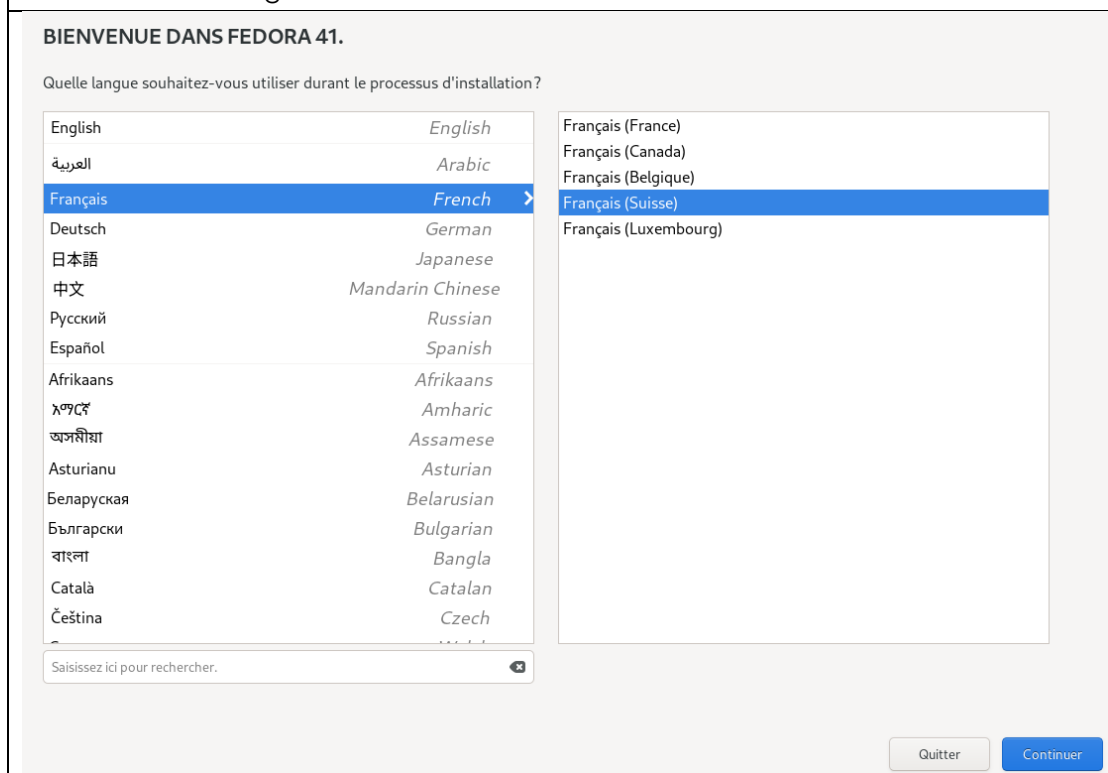 BIENVENUE DANS FEDORA 41.
Quelle langue souhaitez-vous utiliser durant le processus d'installation?
English English
العربية Arabic
Français French
Deutsch German
日本語 Japanese
中文 Mandarin Chinese
Русский Russian
Español Spanish
Afrikaans Afrikaans
አማርኛ Amharic
অসমীয়া Assamese
Asturianu Asturian
Беларуская Belarusian
Български Bulgarian
বাংলা Bangla
Català Catalan
Čeština Czech
Français (France)
Français (Canada)
Français (Belgique)
Français (Suisse)
Français (Luxembourg)
Saisissez ici pour rechercher.
Quitter Continuer